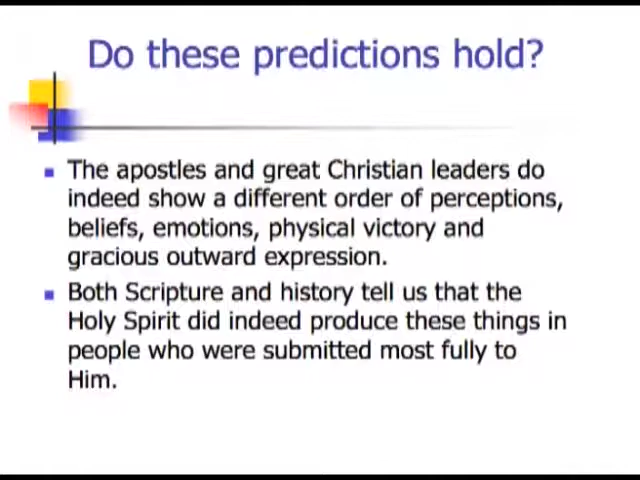 Do these predictions hold?
The apostles and great Christian leaders do
indeed show a different order of perceptions,
beliefs, emotions, physical victory and
gracious outward expression.
Both Scripture and history tell us that the
Holy Spirit did indeed produce these things in
people who were submitted most fully to
Him.